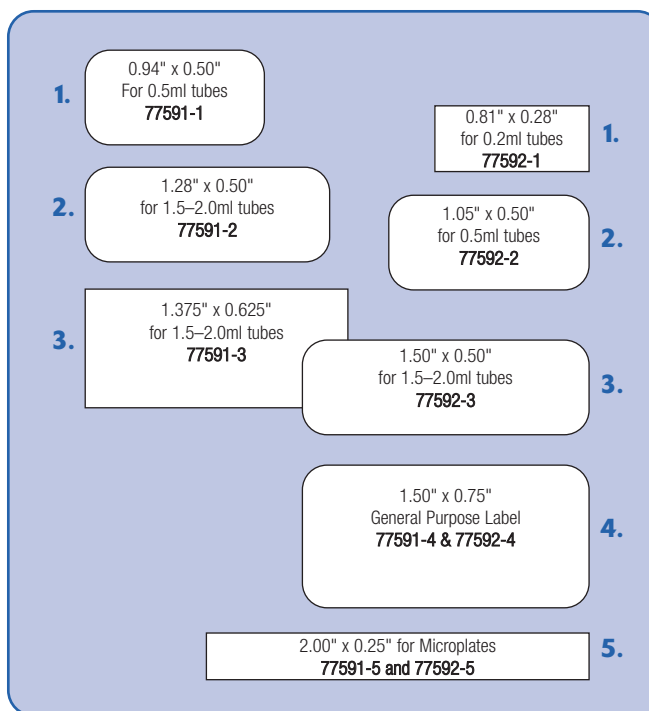 1.
0.94" x 0.50"
For 0.5ml tubes
77591-1
0.81" x 0.28"
for 0.2ml tubes
77592-1
1.
2.
1.28" x 0.50"
for 1.5–2.0ml tubes
77591-2
1.05" x 0.50"
for 0.5ml tubes
77592-2
2.
3.
1.375" x 0.625"
for 1.5–2.0ml tubes
77591-3
1.50" x 0.50"
for 1.5–2.0ml tubes
77592-3
3.
1.50" x 0.75"
General Purpose Label
77591-4 & 77592-4
4.
2.00" x 0.25" for Microplates
77591-5 and 77592-5
5.